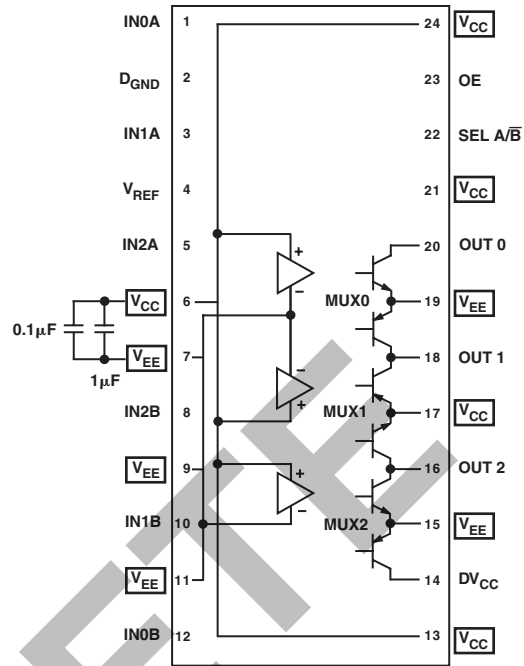 IN0A 1 24 VCC
DGND 2 23 OE
IN1A 3 22 SEL A/B̅
VREF 4 21 VCC
IN2A 5 20 OUT 0
+
−
MUX0
VCC 6 19 VEE
0.1µF
1µF
VEE 7 18 OUT 1
−
+
IN2B 8 MUX1 17 VCC
VEE 9 16 OUT 2
+
−
IN1B 10 MUX2 15 VEE
VEE 11 14 DVCC
IN0B 12 13 VCC
ETE